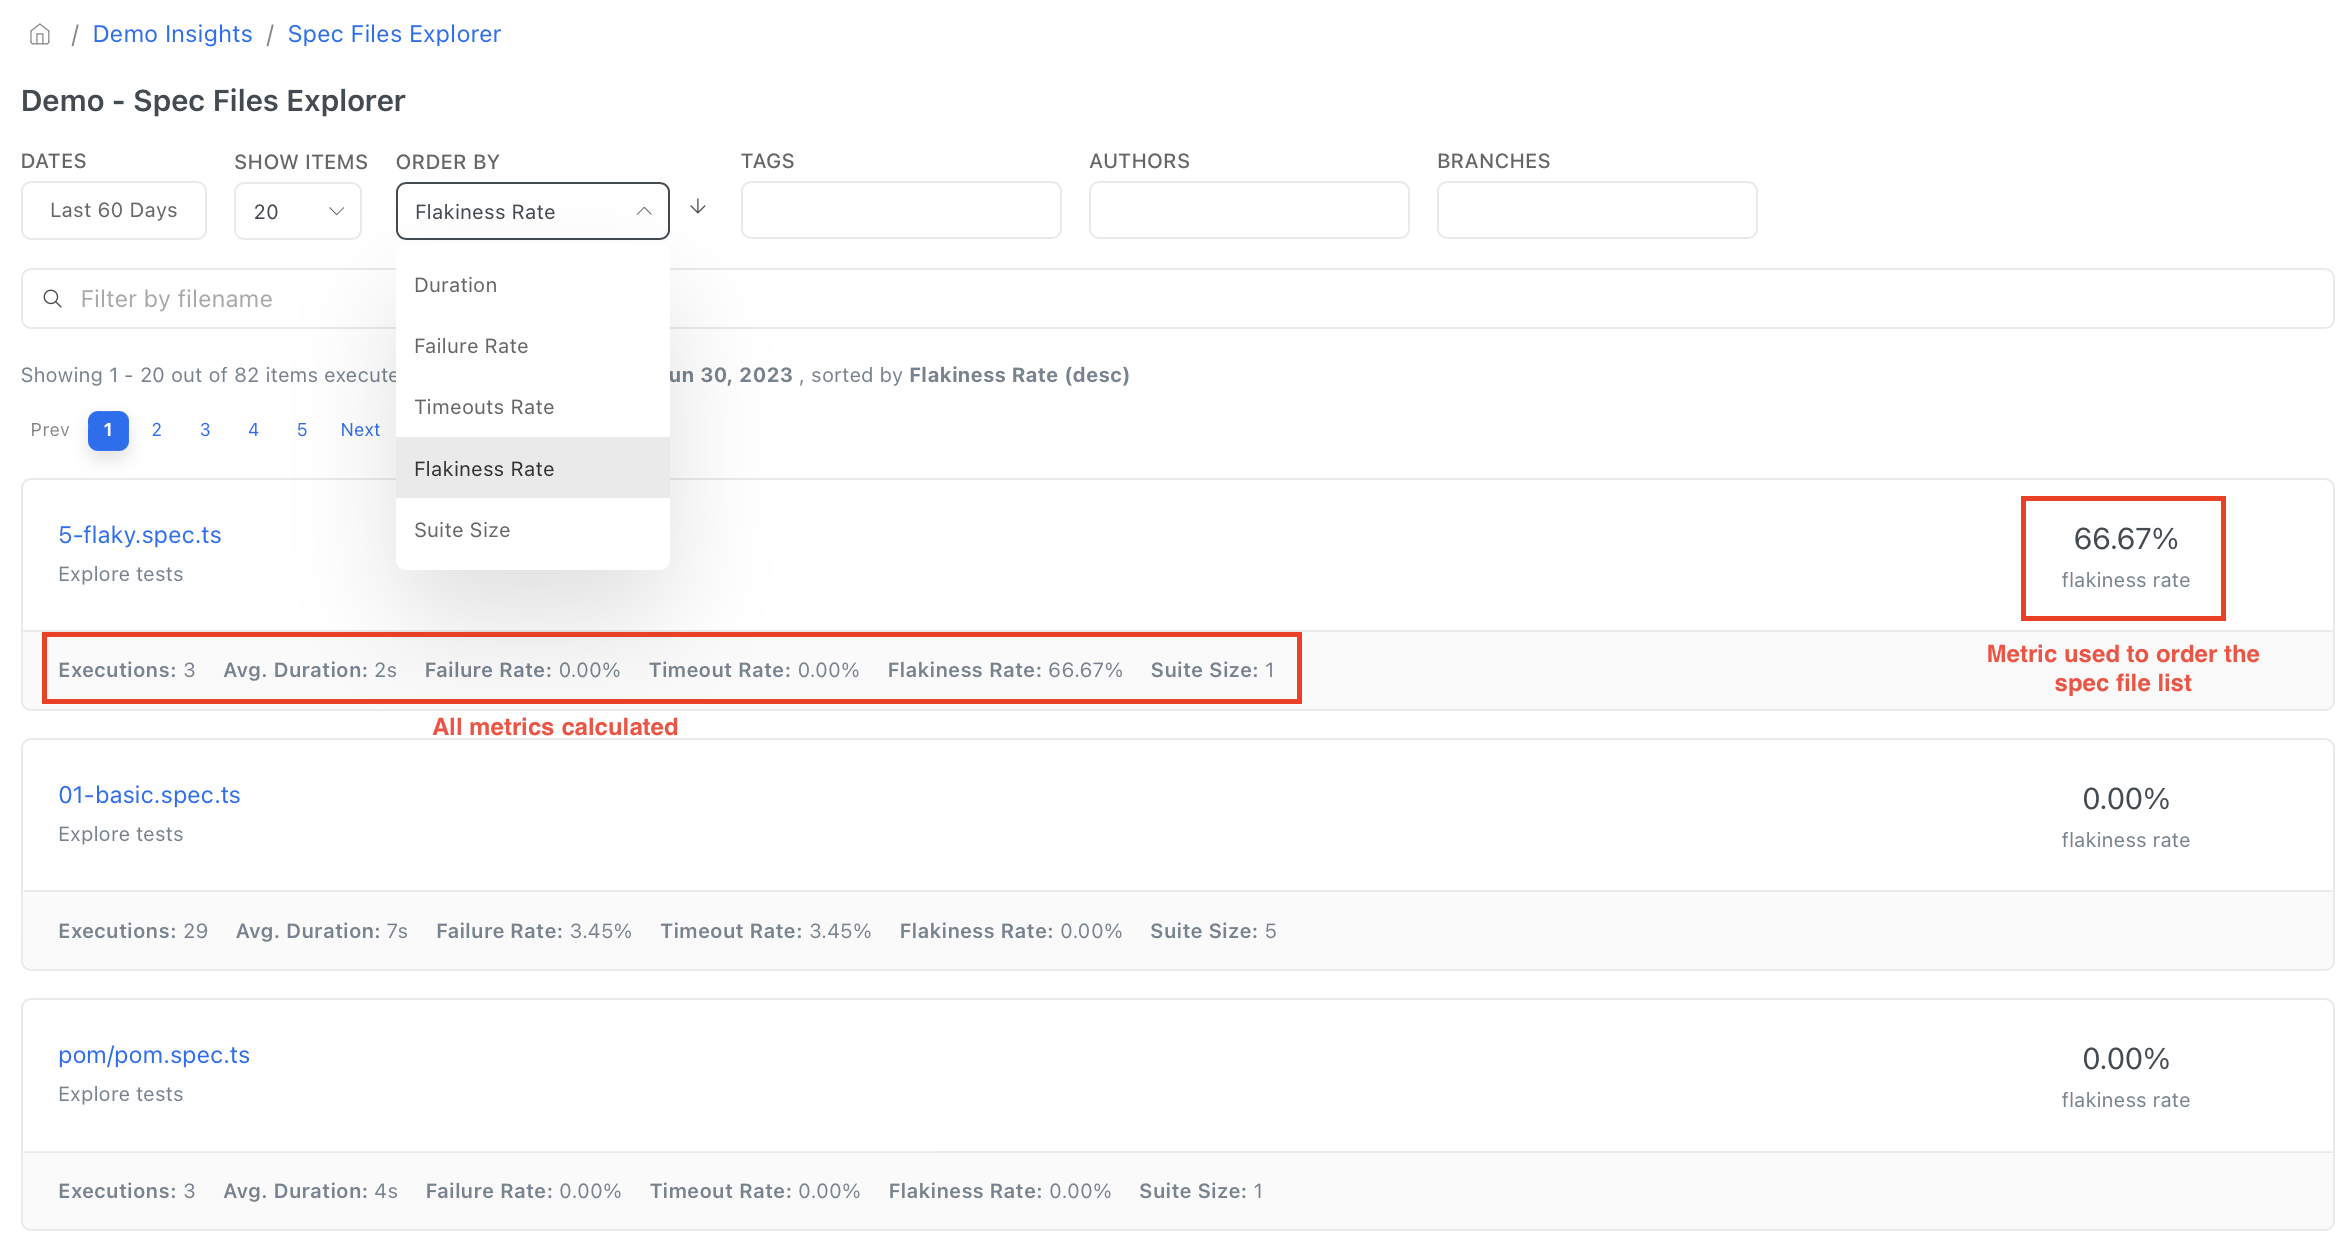 / Demo Insights / Spec Files Explorer
Demo - Spec Files Explorer
DATES SHOW ITEMS ORDER BY TAGS AUTHORS BRANCHES
Last 60 Days 20 Flakiness Rate
Duration
Failure Rate
Timeouts Rate
Flakiness Rate
Suite Size
Filter by filename
Showing 1 - 20 out of 82 items execute un 30, 2023 , sorted by Flakiness Rate (desc)
Prev 1 2 3 4 5 Next
5-flaky.spec.ts
Explore tests
66.67%
flakiness rate
Executions: 3 Avg. Duration: 2s Failure Rate: 0.00% Timeout Rate: 0.00% Flakiness Rate: 66.67% Suite Size: 1
Metric used to order the
spec file list
All metrics calculated
01-basic.spec.ts
Explore tests
0.00%
flakiness rate
Executions: 29 Avg. Duration: 7s Failure Rate: 3.45% Timeout Rate: 3.45% Flakiness Rate: 0.00% Suite Size: 5
pom/pom.spec.ts
Explore tests
0.00%
flakiness rate
Executions: 3 Avg. Duration: 4s Failure Rate: 0.00% Timeout Rate: 0.00% Flakiness Rate: 0.00% Suite Size: 1